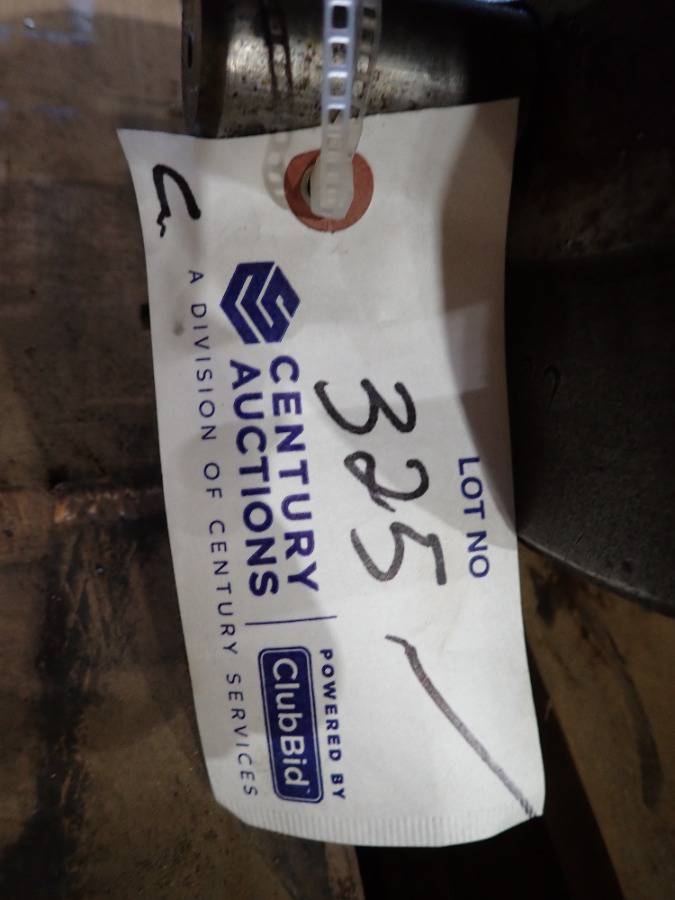 LOT NO
325
POWERED BY
ClubBid
CENTURY
AUCTIONS
A DIVISION OF CENTURY SERVICES